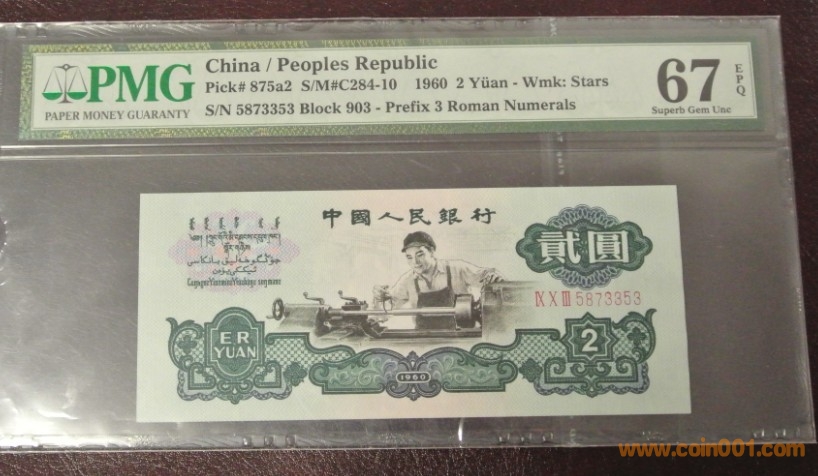 PMG
PAPER MONEY GUARANTY
China / Peoples Republic
Pick# 875a2 S/M#C284-10 1960 2 Yüan - Wmk: Stars
S/N 5873353 Block 903 - Prefix 3 Roman Numerals
67
EPQ
Superb Gem Unc
中國人民銀行
貳圓
IX X III 5873353
ER
YUAN
1960
2
www.coin001.com